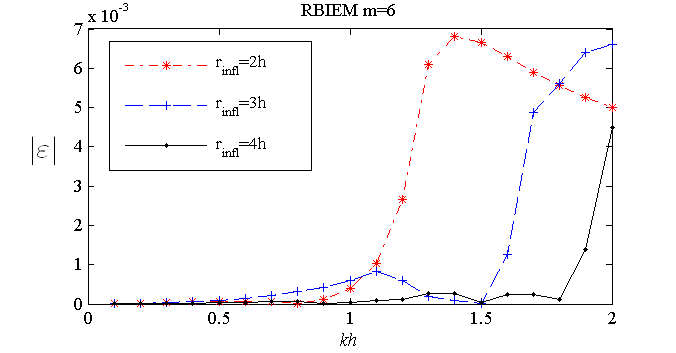 RBIEM m=6
x 10^-3
7
6
5
4
3
2
1
0
|ε|
r_infl=2h
r_infl=3h
r_infl=4h
0 0.5 1 1.5 2
kh